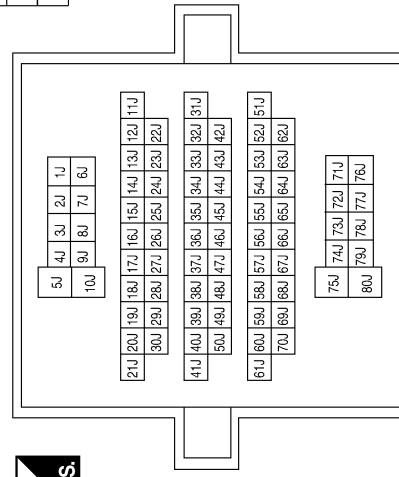 S.
5J 4J 3J 2J 1J
10J 9J 8J 7J 6J
21J 20J 19J 18J 17J 16J 15J 14J 13J 12J 11J
30J 29J 28J 27J 26J 25J 24J 23J 22J
41J 40J 39J 38J 37J 36J 35J 34J 33J 32J 31J
50J 49J 48J 47J 46J 45J 44J 43J 42J
61J 60J 59J 58J 57J 56J 55J 54J 53J 52J 51J
70J 69J 68J 67J 66J 65J 64J 63J 62J
75J 74J 73J 72J 71J
80J 79J 78J 77J 76J